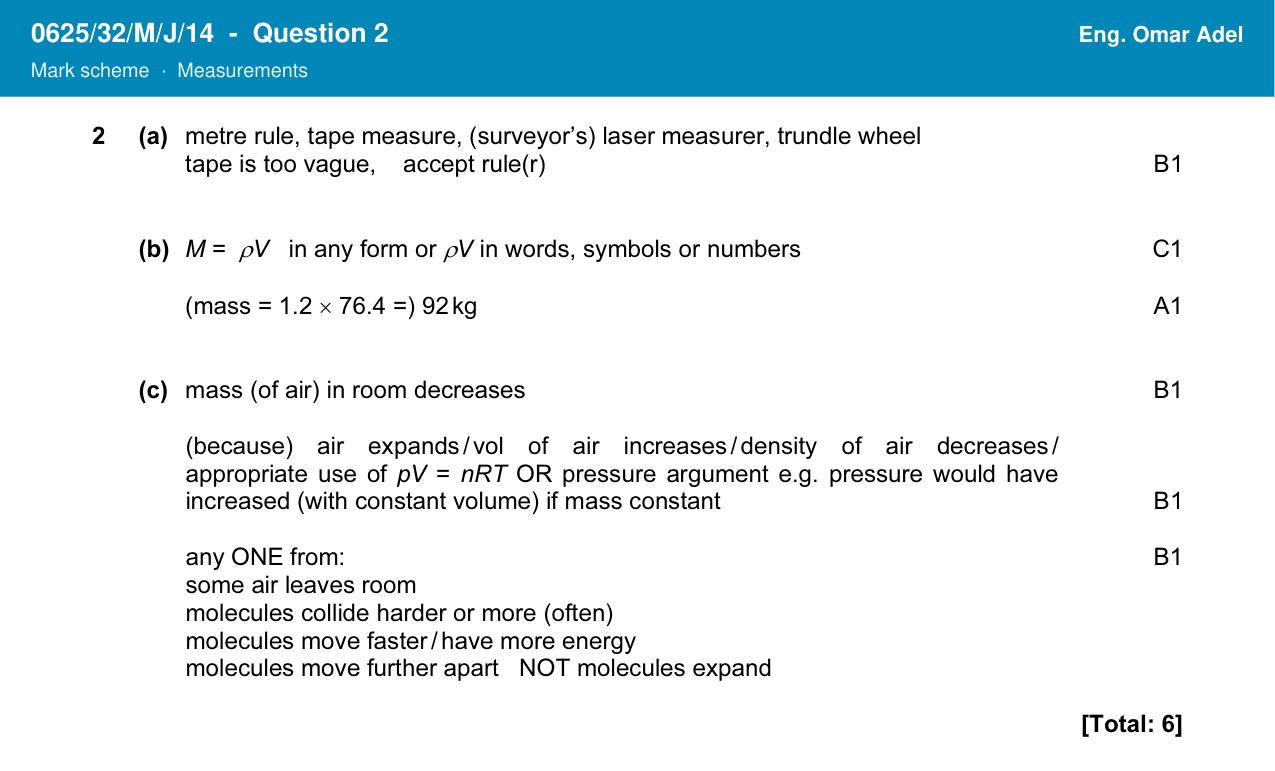 0625/32/M/J/14 - Question 2
Eng. Omar Adel
Mark scheme · Measurements
2 (a) metre rule, tape measure, (surveyor's) laser measurer, trundle wheel
tape is too vague, accept rule(r) B1
(b) M = ρV in any form or ρV in words, symbols or numbers C1
(mass = 1.2 × 76.4 =) 92 kg A1
(c) mass (of air) in room decreases B1
(because) air expands / vol of air increases / density of air decreases /
appropriate use of pV = nRT OR pressure argument e.g. pressure would have
increased (with constant volume) if mass constant B1
any ONE from: B1
some air leaves room
molecules collide harder or more (often)
molecules move faster / have more energy
molecules move further apart NOT molecules expand
[Total: 6]